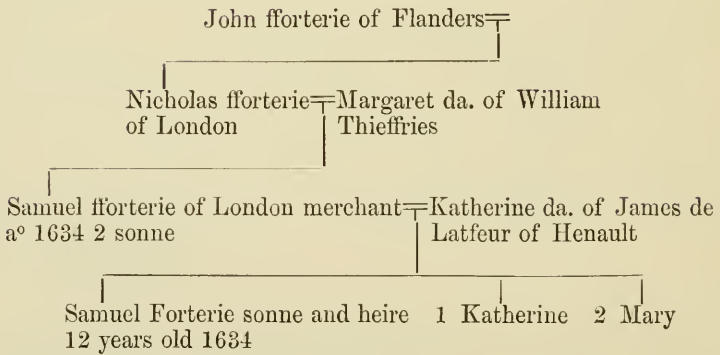 John fforterie of Flanders
Nicholas fforterie Margaret da. of William
of London Thieffries
Samuel fforterie of London merchant Katherine da. of James de
aº 1634 2 sonne Latfeur of Henault
Samuel Forterie sonne and heire 1 Katherine 2 Mary
12 years old 1634